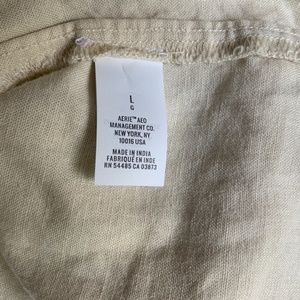 L
G
AERIE™ AEO
MANAGEMENT CO.
NEW YORK, NY
10016 USA
MADE IN INDIA
FABRIQUÉ EN INDE
RN 54485 CA 03873